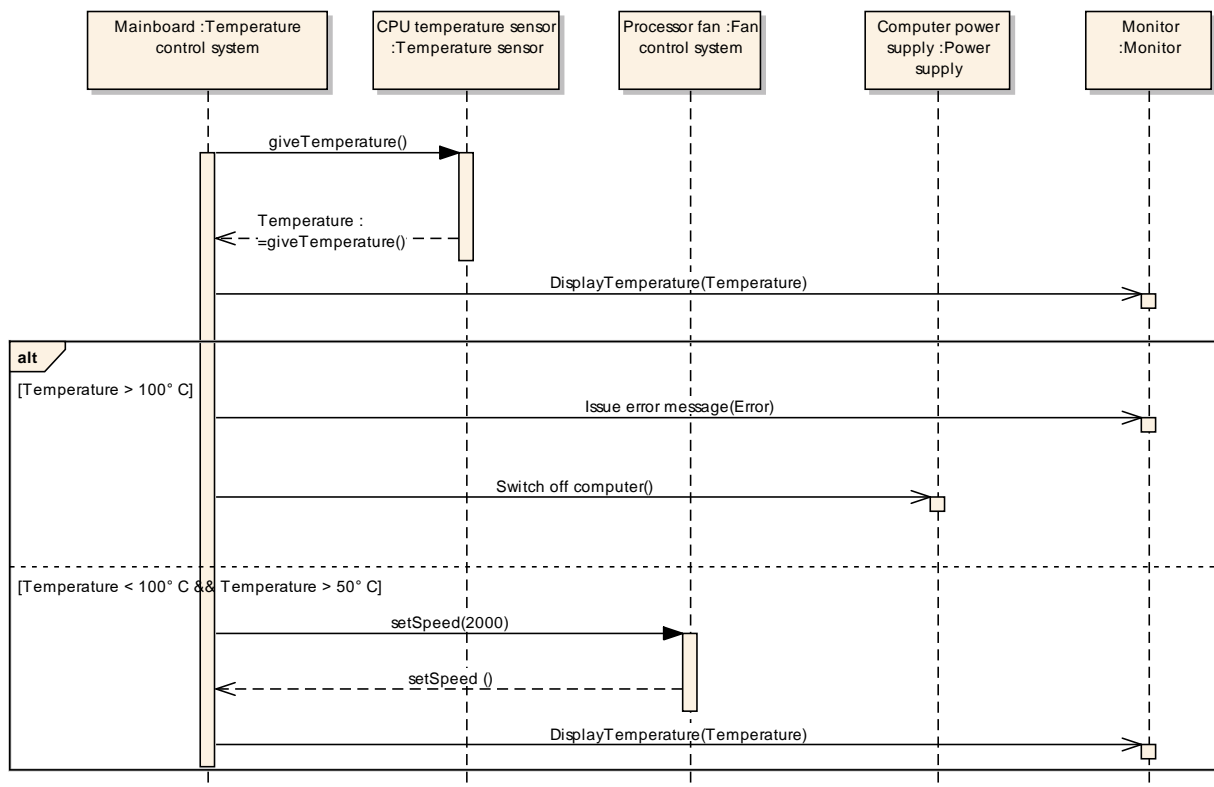 Mainboard :Temperature
control system
CPU temperature sensor
:Temperature sensor
Processor fan :Fan
control system
Computer power
supply :Power
supply
Monitor
:Monitor
giveTemperature()
Temperature :
=giveTemperature()
DisplayTemperature(Temperature)
alt
[Temperature > 100° C]
Issue error message(Error)
Switch off computer()
[Temperature < 100° C && Temperature > 50° C]
setSpeed(2000)
setSpeed ()
DisplayTemperature(Temperature)